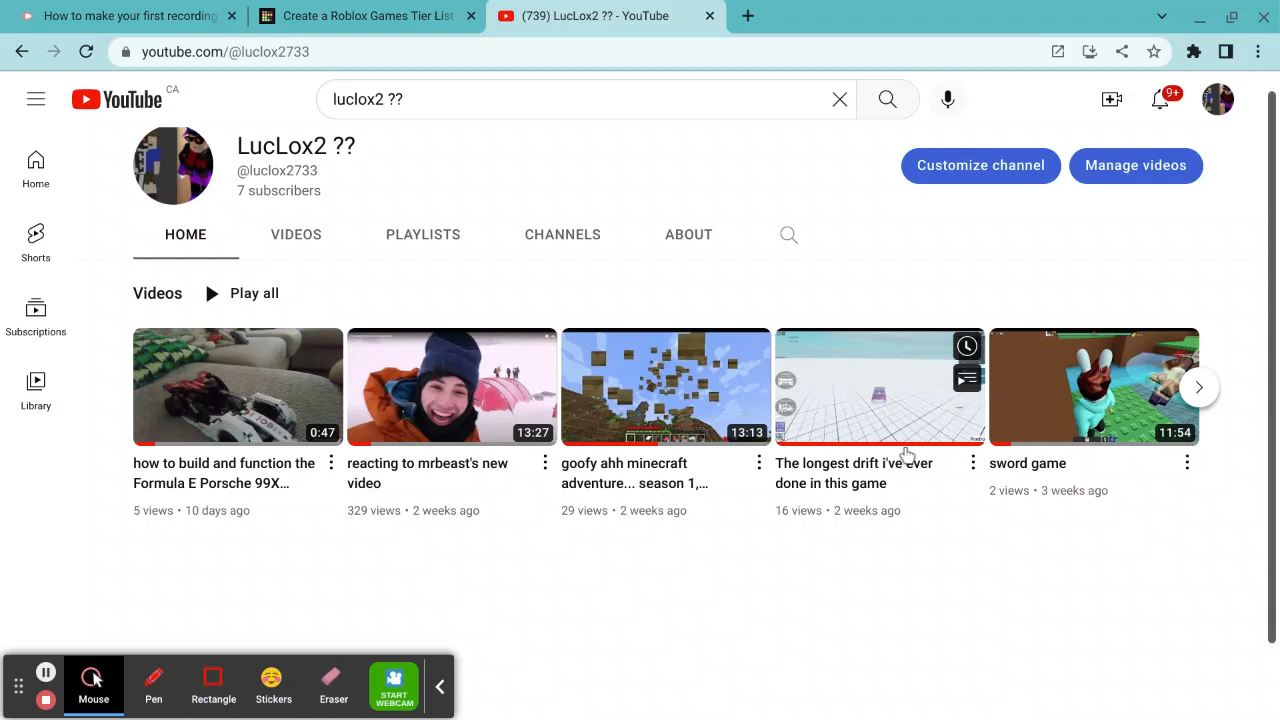 How to make your first recording
Create a Roblox Games Tier List
(739) LucLox2 ?? - YouTube
youtube.com/@luclox2733
YouTube CA
luclox2 ??
9+
LucLox2 ??
@luclox2733
7 subscribers
Customize channel
Manage videos
Home
Shorts
Subscriptions
Library
HOME
VIDEOS
PLAYLISTS
CHANNELS
ABOUT
Videos
Play all
0:47
13:27
13:13
Radio
11:54
how to build and function the
Formula E Porsche 99X...
5 views • 10 days ago
reacting to mrbeast's new
video
329 views • 2 weeks ago
goofy ahh minecraft
adventure... season 1,...
29 views • 2 weeks ago
The longest drift i've ever
done in this game
16 views • 2 weeks ago
sword game
2 views • 3 weeks ago
Mouse
Pen
Rectangle
Stickers
Eraser
START
WEBCAM